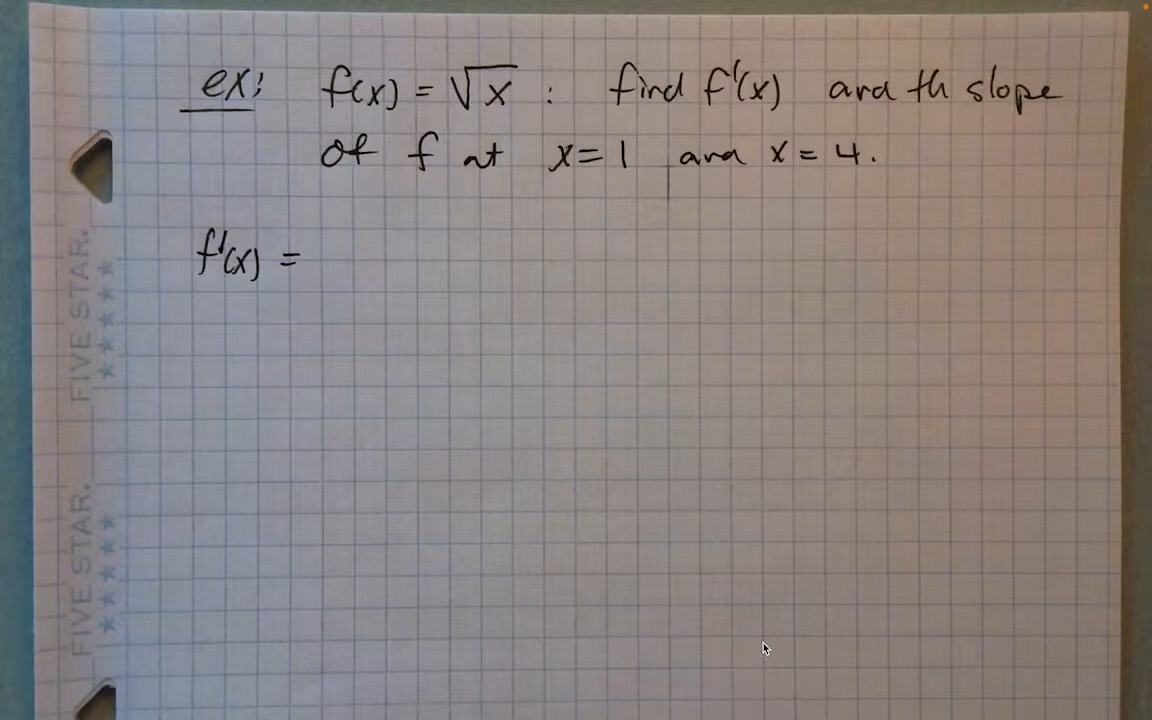 ex: f(x) = √x : find f'(x) and th slope
of f at x = 1 and x = 4.
f'(x) =
FIVE STAR.
FIVE STAR.